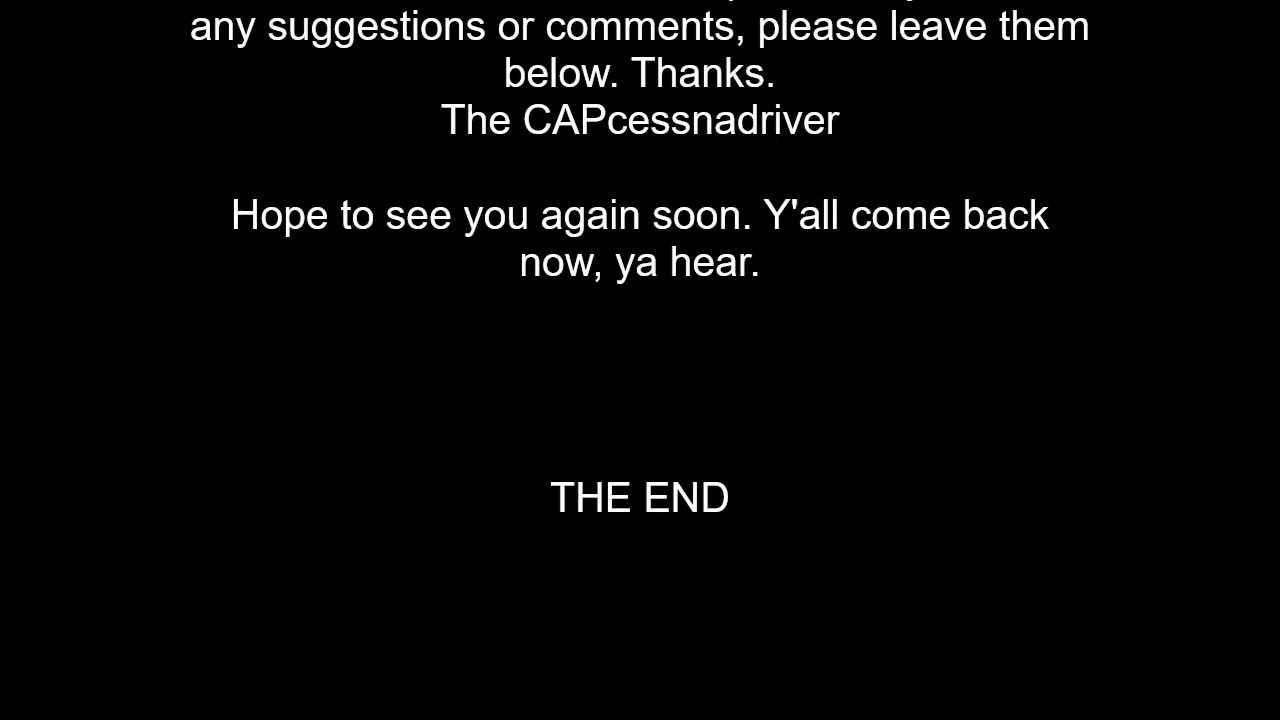 any suggestions or comments, please leave them
below. Thanks.
The CAPcessnadriver
Hope to see you again soon. Y'all come back
now, ya hear.
THE END